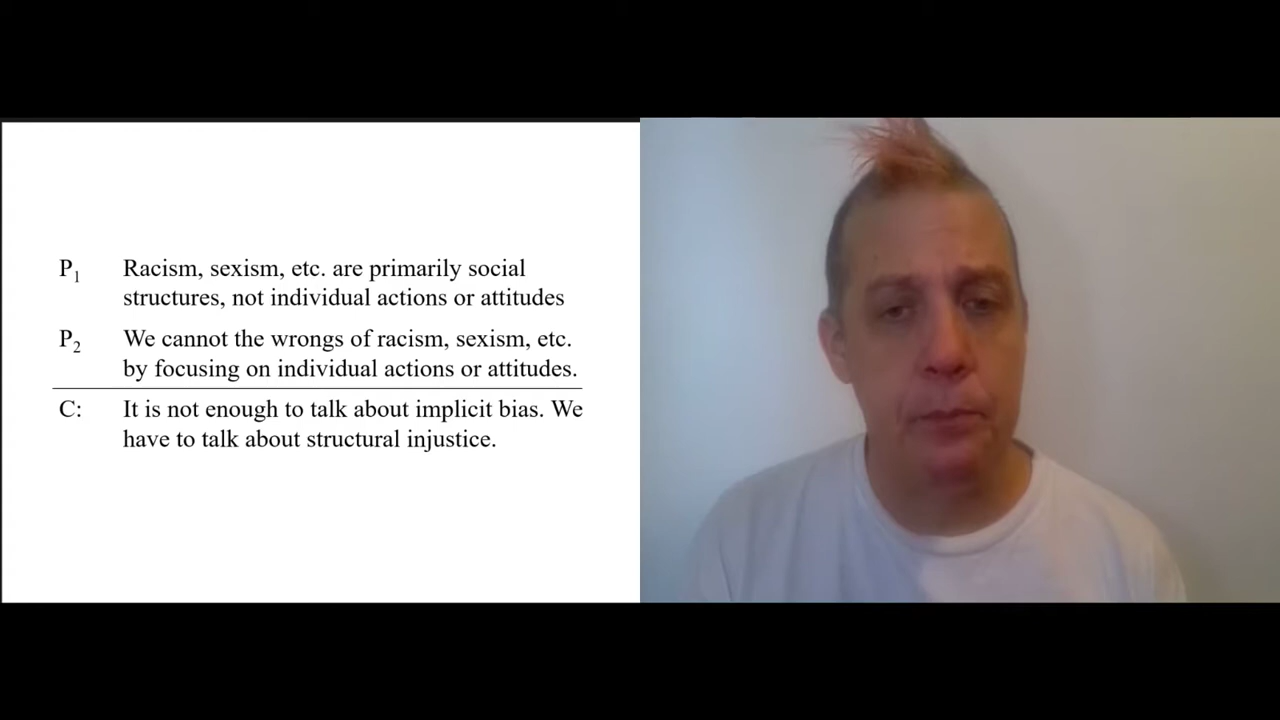 P₁ Racism, sexism, etc. are primarily social
structures, not individual actions or attitudes
P₂ We cannot the wrongs of racism, sexism, etc.
by focusing on individual actions or attitudes.
C: It is not enough to talk about implicit bias. We
have to talk about structural injustice.